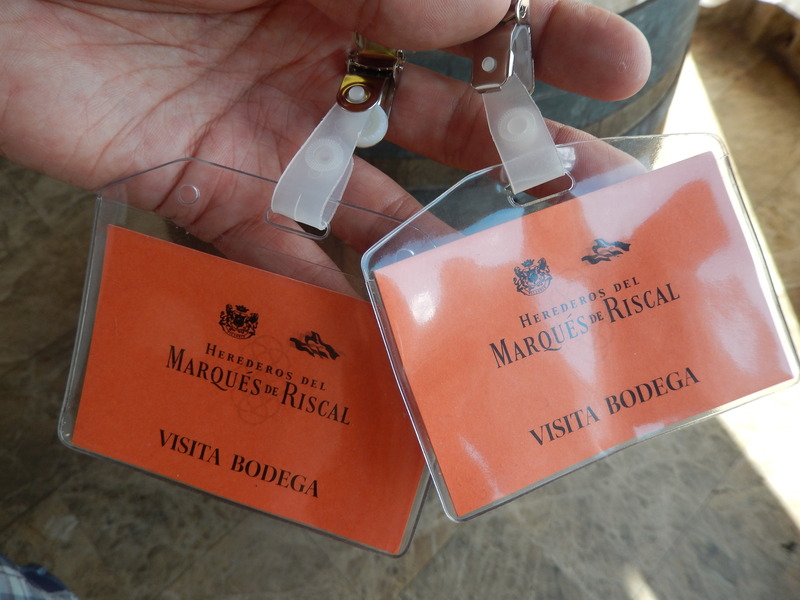 HEREDEROS DEL
MARQUÉS DE RISCAL
VISITA BODEGA
HEREDEROS DEL
MARQUÉS DE RISCAL
VISITA BODEGA